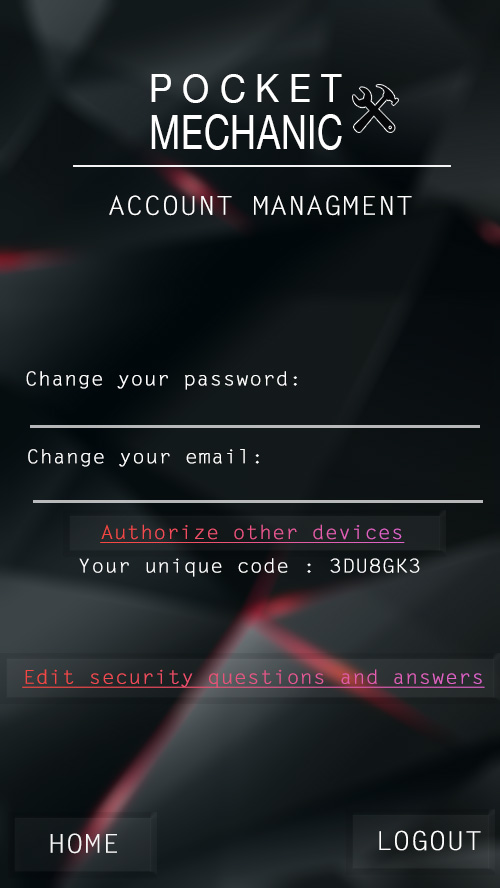 POCKET
MECHANIC
ACCOUNT MANAGMENT
Change your password:
Change your email:
Authorize other devices
Your unique code : 3DU8GK3
Edit security questions and answers
HOME
LOGOUT